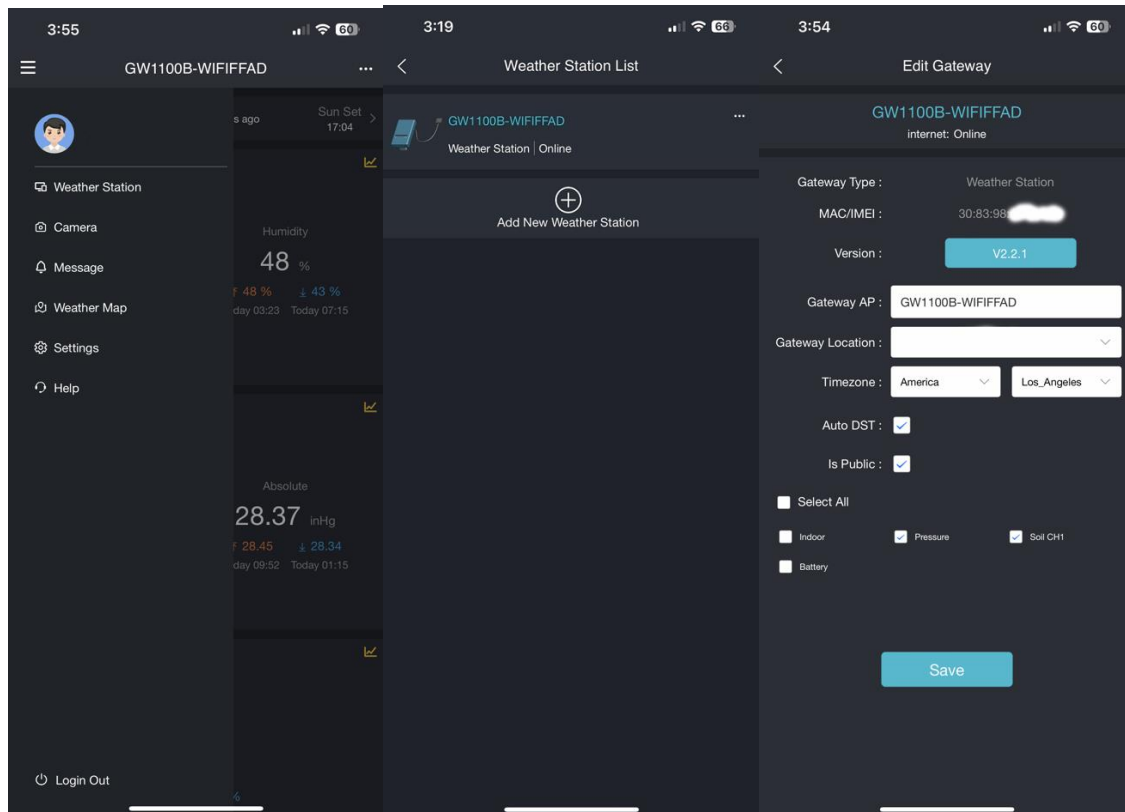 3:55
60
GW1100B-WIFIFFAD
...
s ago
Sun Set
17:04
Weather Station
Camera
Message
Weather Map
Settings
Help
Humidity
48 %
48 % 43 %
day 03:23 Today 07:15
Absolute
28.37 inHg
28.45 28.34
day 09:52 Today 01:15
Login Out
%
3:19
66
Weather Station List
GW1100B-WIFIFFAD
...
Weather Station | Online
Add New Weather Station
3:54
60
Edit Gateway
GW1100B-WIFIFFAD
internet: Online
Gateway Type : Weather Station
MAC/IMEI : 30:83:98
Version : V2.2.1
Gateway AP : GW1100B-WIFIFFAD
Gateway Location :
Timezone : America Los_Angeles
Auto DST :
Is Public :
Select All
Indoor Pressure Soil CH1
Battery
Save